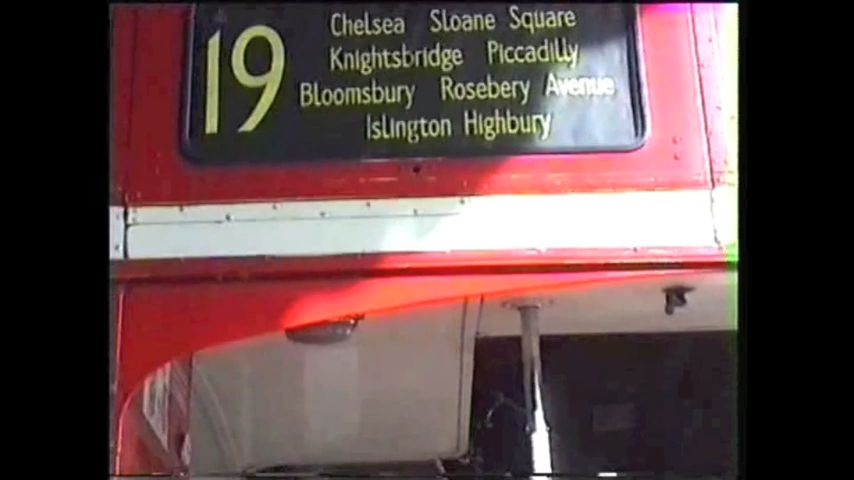 19
Chelsea Sloane Square
Knightsbridge Piccadilly
Bloomsbury Rosebery Avenue
Islington Highbury